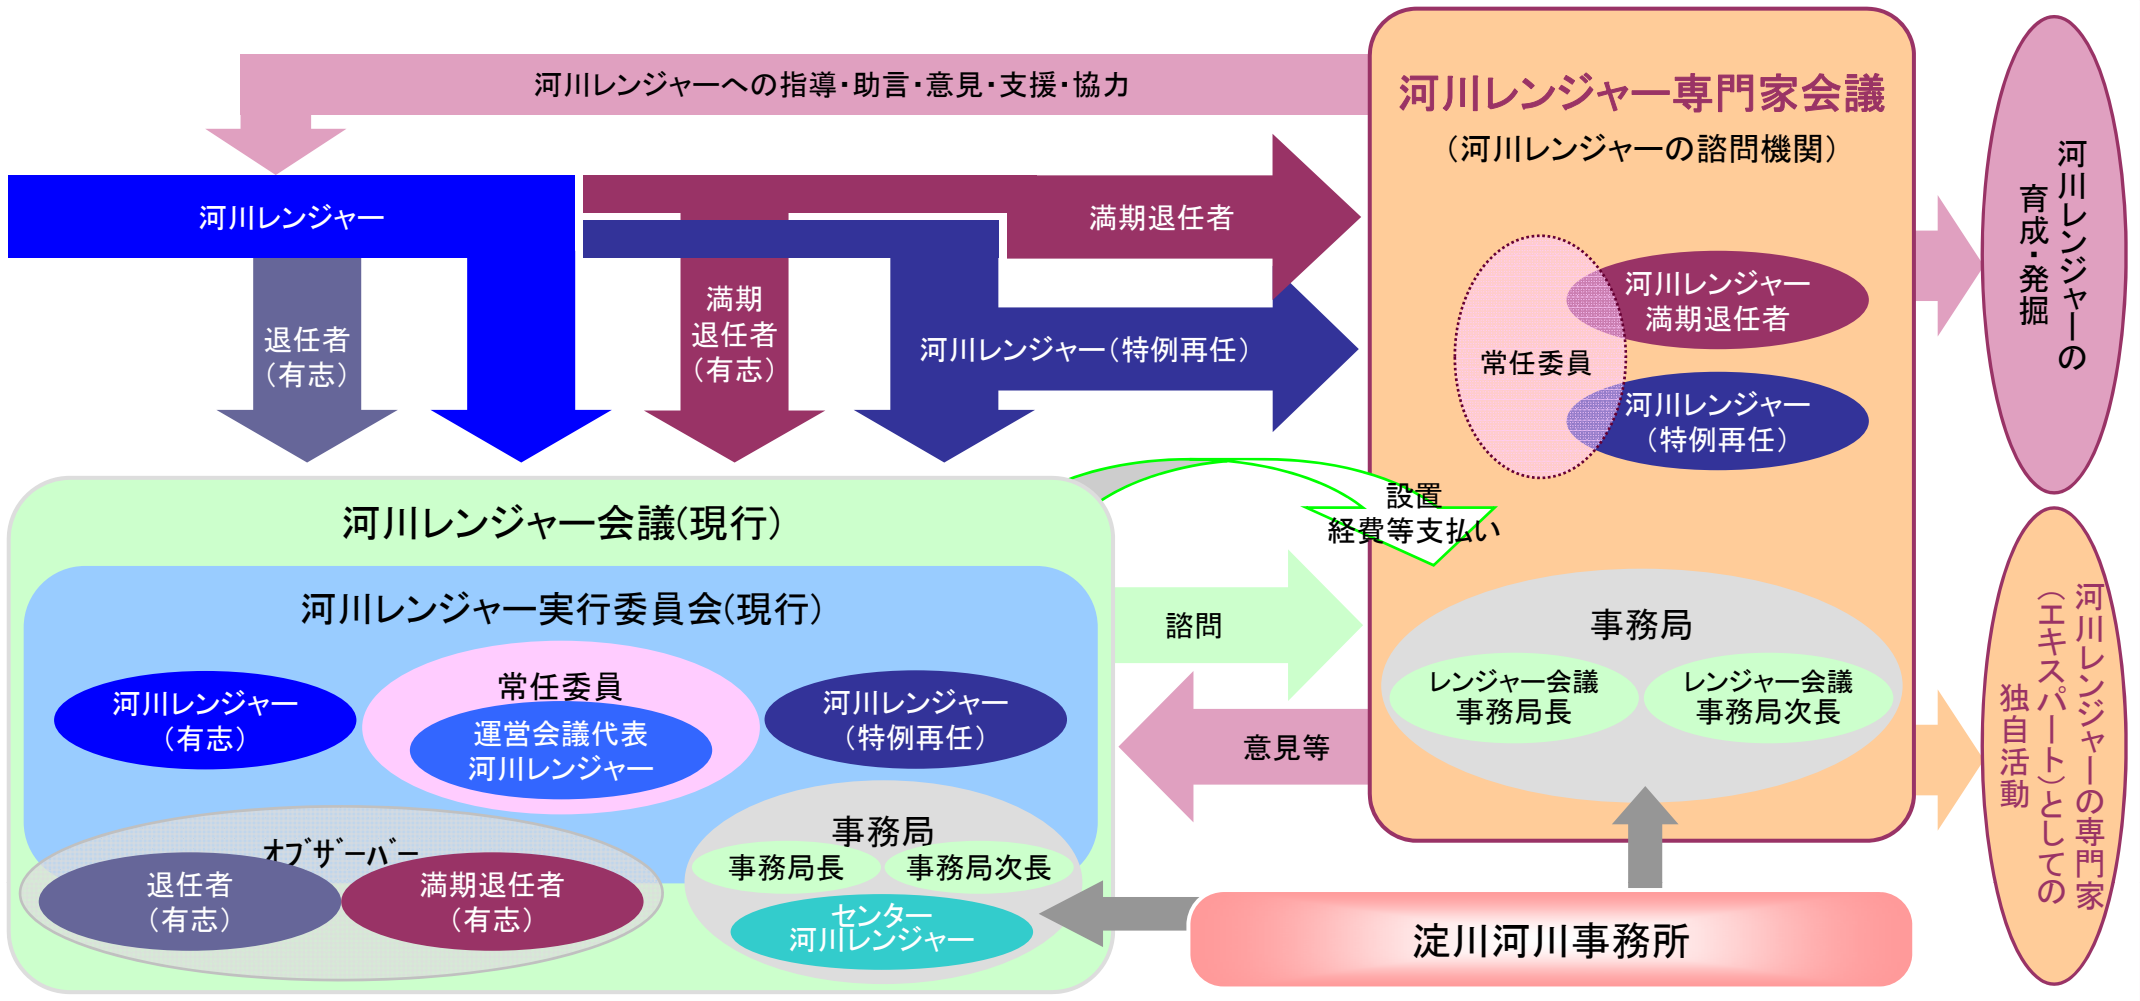 河川レンジャーへの指導・助言・意見・支援・協力
河川レンジャー
退任者
（有志）
満期
退任者
（有志）
満期退任者
河川レンジャー（特例再任）
河川レンジャー専門家会議
（河川レンジャーの諮問機関）
常任委員
河川レンジャー
満期退任者
河川レンジャー
（特例再任）
設置
経費等支払い
事務局
レンジャー会議
事務局長
レンジャー会議
事務局次長
河川レンジャーの
育成・発掘
河川レンジャーの専門家
（エキスパート）としての
独自活動
河川レンジャー会議(現行)
河川レンジャー実行委員会(現行)
河川レンジャー
（有志）
常任委員
運営会議代表
河川レンジャー
河川レンジャー
（特例再任）
ｵﾌﾞｻﾞｰﾊﾞｰ
退任者
（有志）
満期退任者
（有志）
事務局
事務局長
事務局次長
センター
河川レンジャー
諮問
意見等
淀川河川事務所